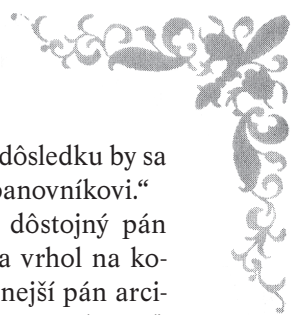 dôsledku by sa
panovníkovi.“
dôstojný pán
a vrhol na ko-
nejší pán arci-